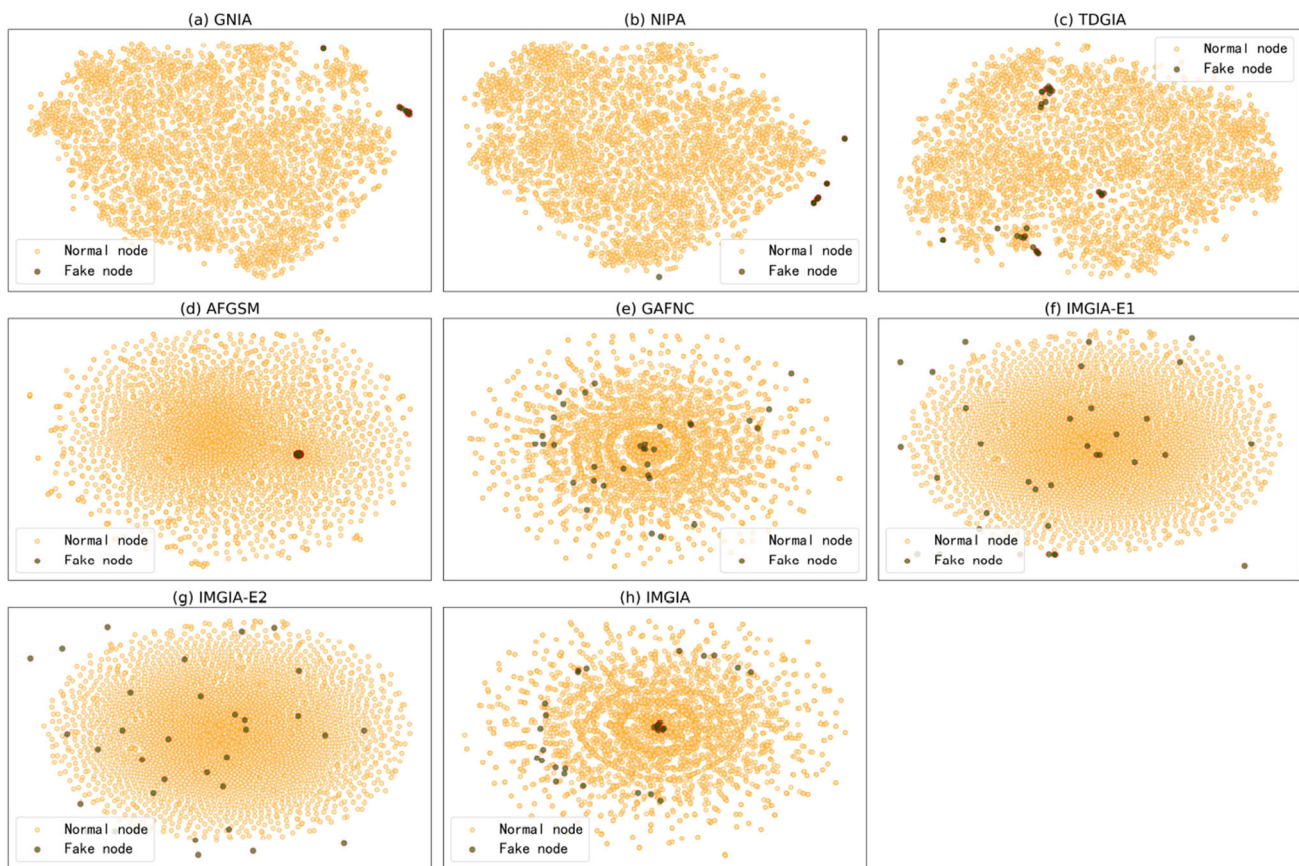 (a) GNIA
Normal node
Fake node
(b) NIPA
Normal node
Fake node
(c) TDGIA
Normal node
Fake node
(d) AFGSM
Normal node
Fake node
(e) GAFNC
Normal node
Fake node
(f) IMGIA-E1
Normal node
Fake node
(g) IMGIA-E2
Normal node
Fake node
(h) IMGIA
Normal node
Fake node